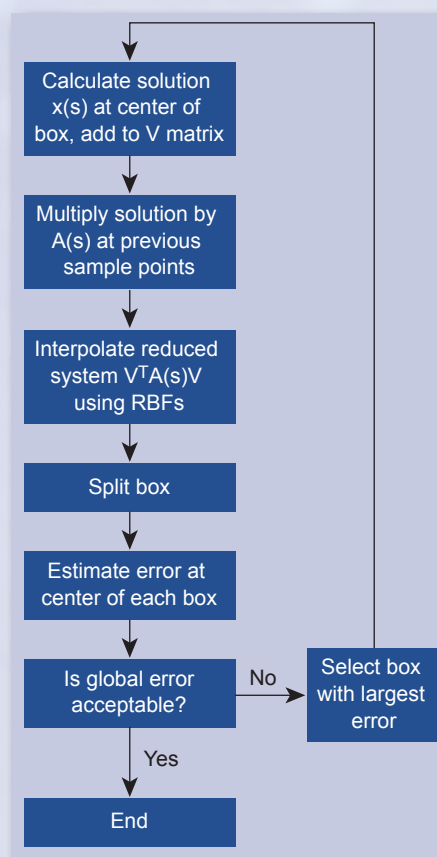 Calculate solution
x(s) at center of
box, add to V matrix
Multiply solution by
A(s) at previous
sample points
Interpolate reduced
system VᵀA(s)V
using RBFs
Split box
Estimate error at
center of each box
Is global error
acceptable?
No
Select box
with largest
error
Yes
End